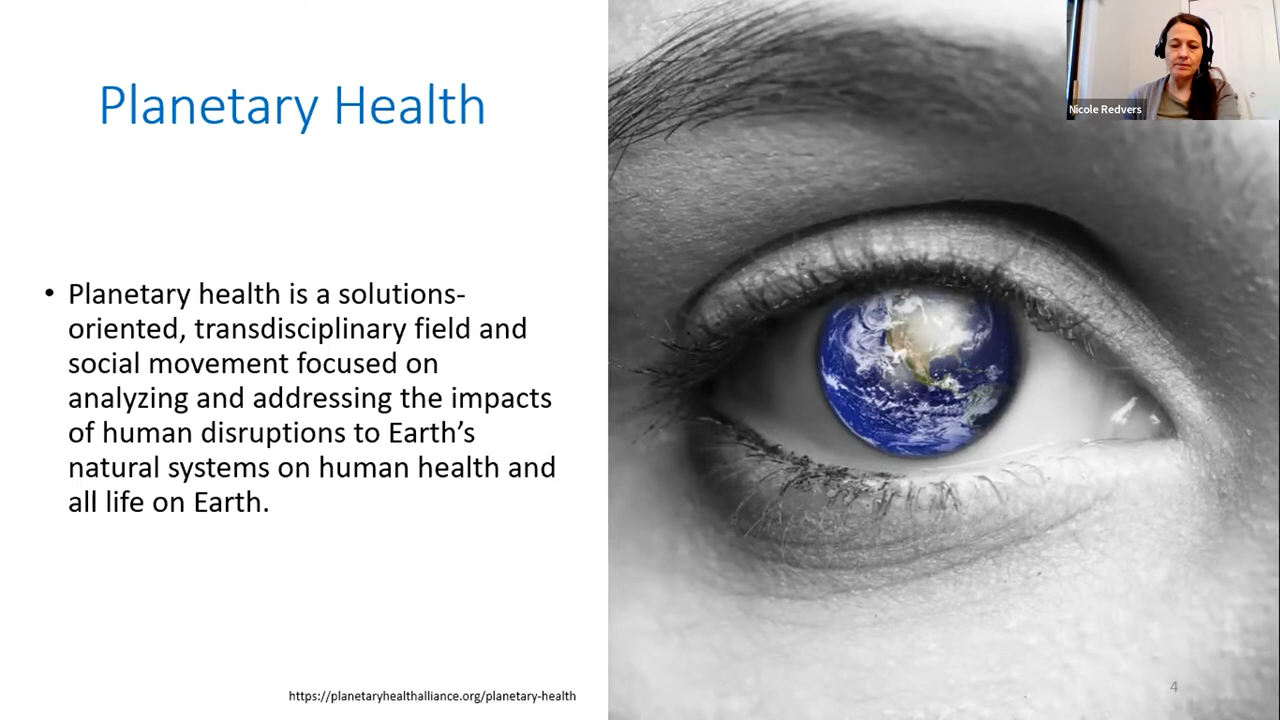 Planetary Health
Nicole Redvers
• Planetary health is a solutions-
oriented, transdisciplinary field and
social movement focused on
analyzing and addressing the impacts
of human disruptions to Earth’s
natural systems on human health and
all life on Earth.
https://planetaryhealthalliance.org/planetary-health
4